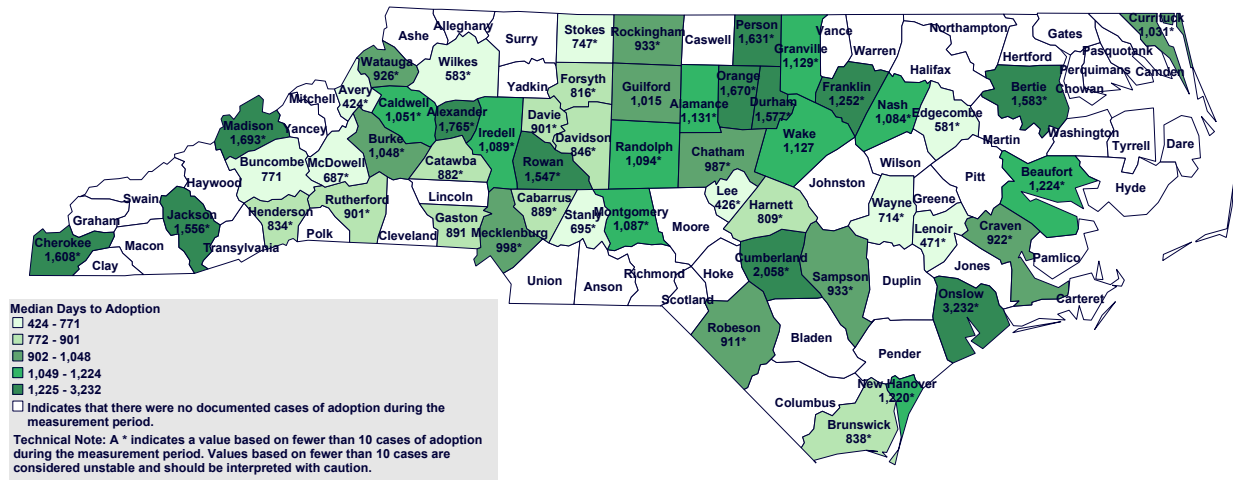 Ashe
Alleghany
Surry
Stokes
747*
Rockingham
933*
Caswell
Person
1,631*
Granville
1,129*
Vance
Warren
Northampton
Gates
Currituck
1,031*
Hertford
Pasquotank
Perquimans
Camden
Chowan
Watauga
926*
Wilkes
583*
Yadkin
Forsyth
816*
Guilford
1,015
Alamance
1,131*
Orange
1,670*
Durham
1,577*
Franklin
1,252*
Halifax
Nash
1,084*
Edgecombe
581*
Bertie
1,583*
Mitchell
Avery
424*
Caldwell
1,051*
Alexander
1,765*
Iredell
1,089*
Davie
901*
Davidson
846*
Randolph
1,094*
Chatham
987*
Wake
1,127
Wilson
Martin
Washington
Tyrrell
Dare
Madison
1,693*
Yancey
Burke
1,048*
Catawba
882*
Rowan
1,547*
Buncombe
771
McDowell
687*
Lincoln
Johnston
Pitt
Beaufort
1,224*
Hyde
Haywood
Swain
Graham
Jackson
1,556*
Henderson
834*
Rutherford
901*
Gaston
891
Cabarrus
889*
Stanly
695*
Montgomery
1,087*
Moore
Lee
426*
Harnett
809*
Wayne
714*
Greene
Lenoir
471*
Craven
922*
Pamlico
Cherokee
1,608*
Macon
Clay
Transylvania
Polk
Cleveland
Mecklenburg
998*
Union
Anson
Richmond
Hoke
Scotland
Cumberland
2,058*
Sampson
933*
Duplin
Jones
Onslow
3,232*
Carteret
Robeson
911*
Bladen
Pender
New Hanover
1,220*
Columbus
Brunswick
838*
Median Days to Adoption
424 - 771
772 - 901
902 - 1,048
1,049 - 1,224
1,225 - 3,232
Indicates that there were no documented cases of adoption during the
measurement period.
Technical Note: A * indicates a value based on fewer than 10 cases of adoption
during the measurement period. Values based on fewer than 10 cases are
considered unstable and should be interpreted with caution.